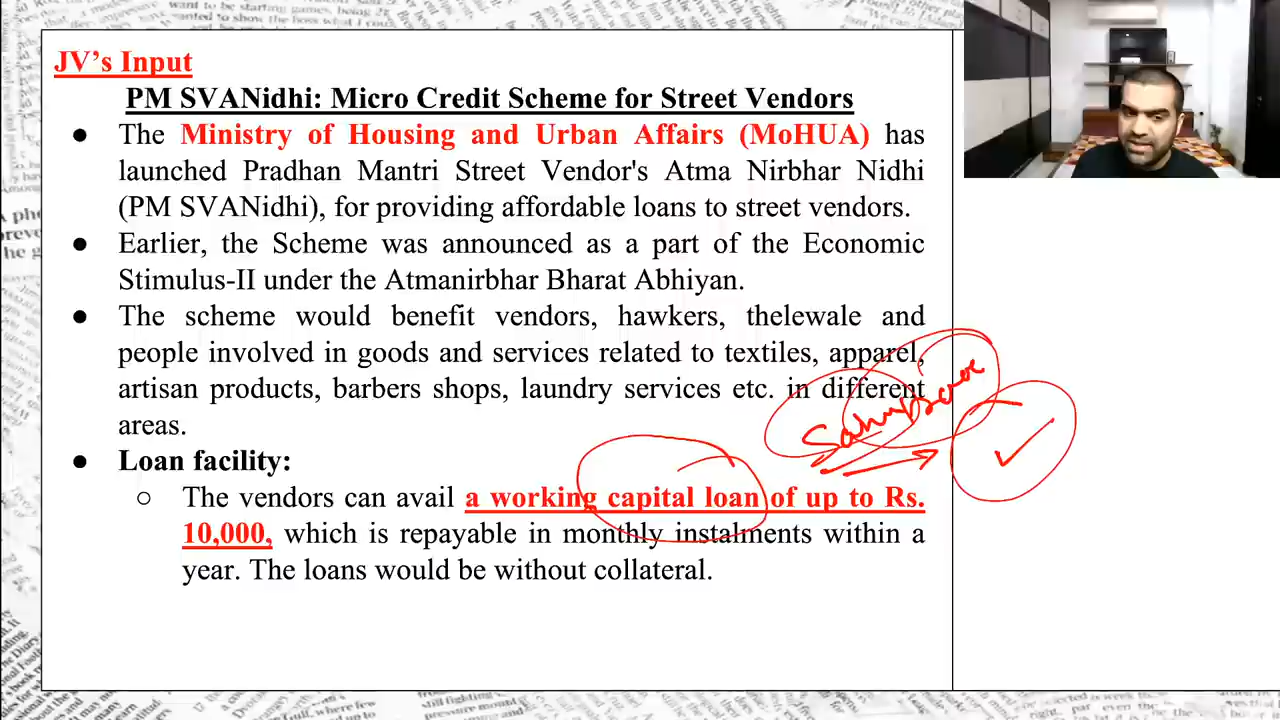 JV's Input
PM SVANidhi: Micro Credit Scheme for Street Vendors
● The Ministry of Housing and Urban Affairs (MoHUA) has
launched Pradhan Mantri Street Vendor's Atma Nirbhar Nidhi
(PM SVANidhi), for providing affordable loans to street vendors.
● Earlier, the Scheme was announced as a part of the Economic
Stimulus-II under the Atmanirbhar Bharat Abhiyan.
● The scheme would benefit vendors, hawkers, thelewale and
people involved in goods and services related to textiles, apparel,
artisan products, barbers shops, laundry services etc. in different
areas.
● Loan facility:
○ The vendors can avail a working capital loan of up to Rs.
10,000, which is repayable in monthly instalments within a
year. The loans would be without collateral.